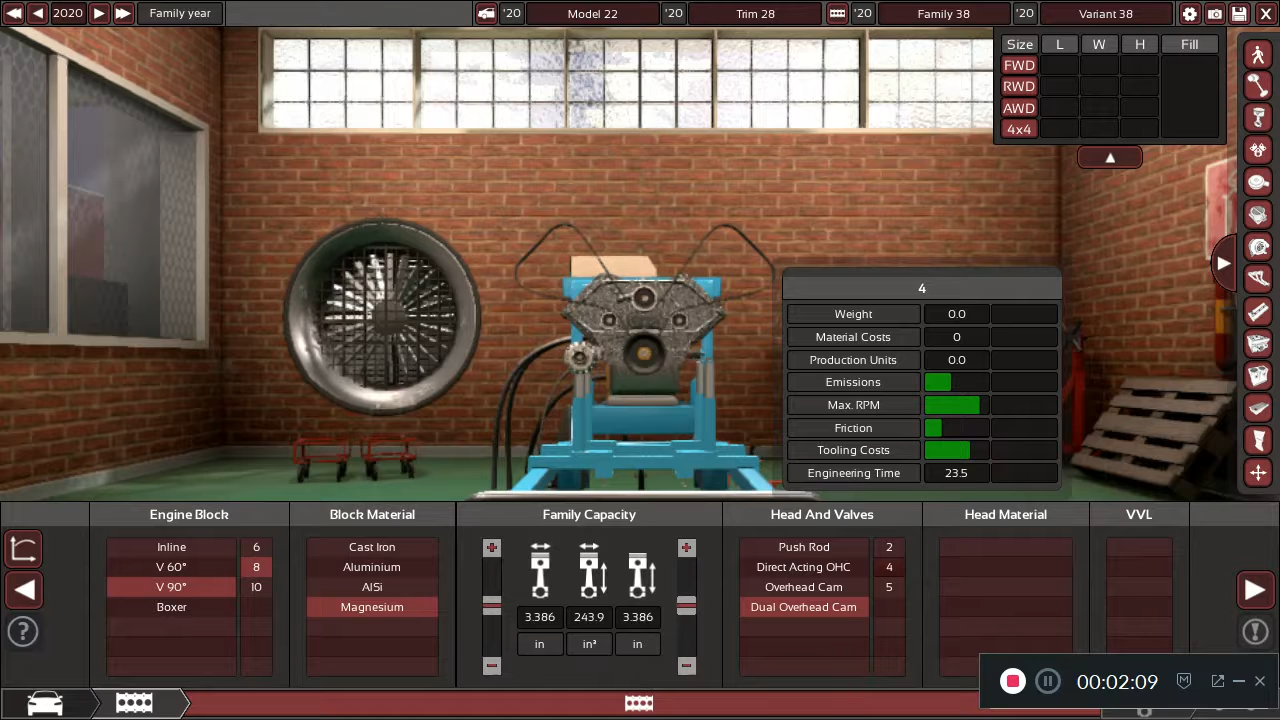 2020 Family year '20 Model 22 '20 Trim 28 '20 Family 38 '20 Variant 38
Size L W H Fill
FWD
RWD
AWD
4x4
4
Weight 0.0
Material Costs 0
Production Units 0.0
Emissions
Max. RPM
Friction
Tooling Costs
Engineering Time 23.5
Engine Block
Inline 6
V 60° 8
V 90° 10
Boxer
Block Material
Cast Iron
Aluminium
AlSi
Magnesium
Family Capacity
3.386 243.9 3.386
in in³ in
Head And Valves
Push Rod 2
Direct Acting OHC 4
Overhead Cam 5
Dual Overhead Cam
Head Material
VVL
00:02:09